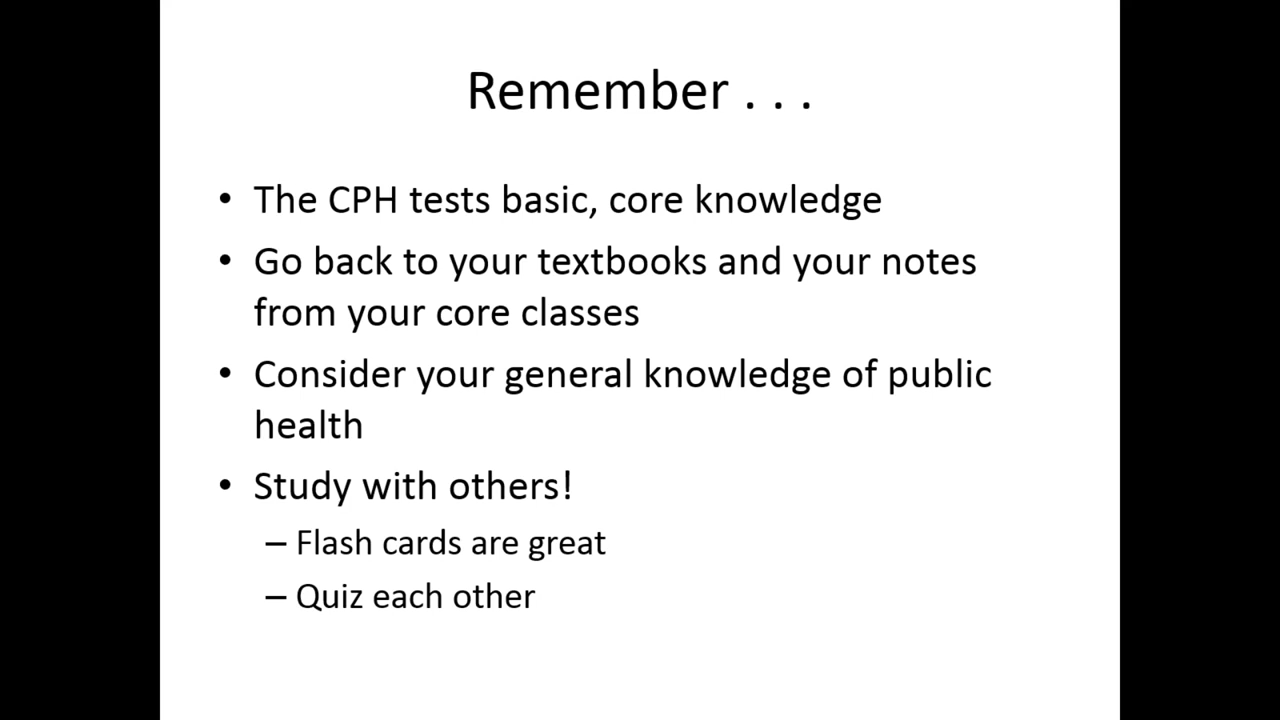 Remember . . .
• The CPH tests basic, core knowledge
• Go back to your textbooks and your notes
from your core classes
• Consider your general knowledge of public
health
• Study with others!
– Flash cards are great
– Quiz each other